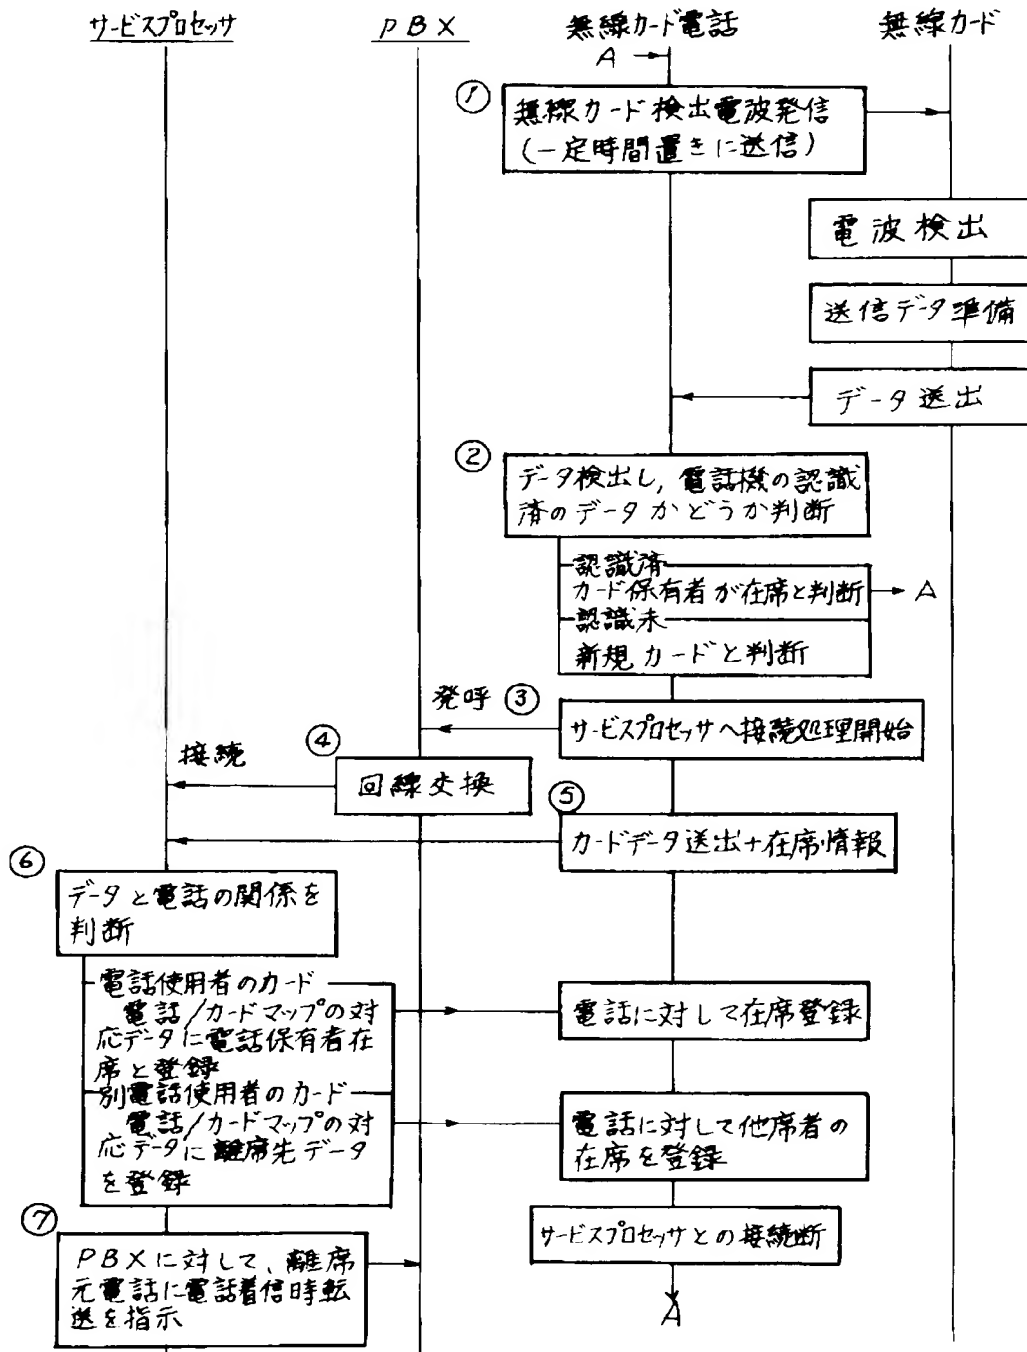 サービスプロセッサ
PBX
無線カード電話
無線カード
A
①
無線カード検出電波発信
(一定時間置きに送信)
電波検出
送信データ準備
データ送出
②
データ検出し,電話機の認識
済のデータかどうか判断
認識済
カード保有者が在席と判断
A
認識未
新規カードと判断
発呼
③
サービスプロセッサへ接続処理開始
④
接続
回線交換
⑤
カードデータ送出+在席情報
⑥
データと電話の関係を
判断
電話使用者のカード
電話/カードマップの対
応データに電話保有者在
席と登録
電話に対して在席登録
別電話使用者のカード
電話/カードマップの対
応データに離席先データ
を登録
電話に対して他席者の
在席を登録
⑦
サービスプロセッサとの接続断
PBXに対して、離席
元電話に電話着信時転
送を指示
A